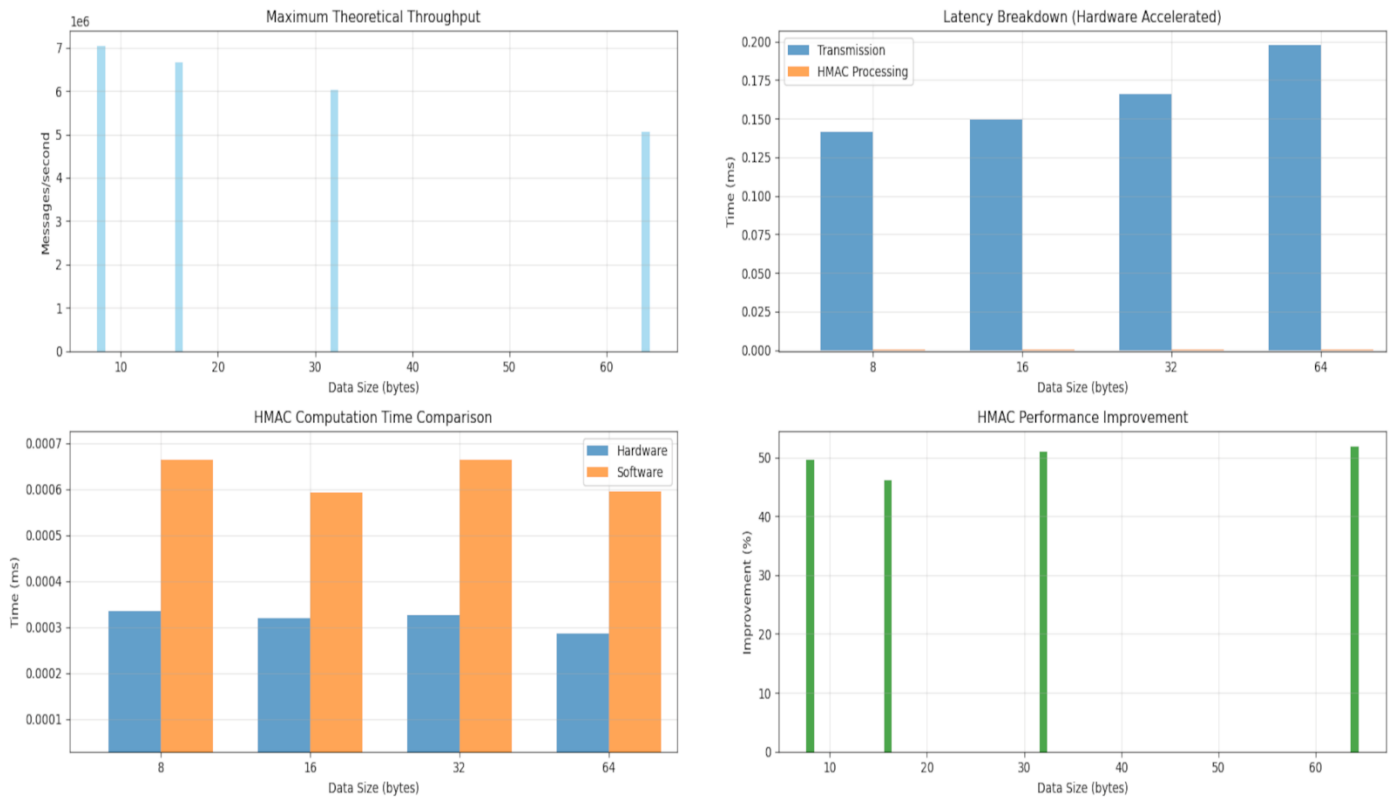 Maximum Theoretical Throughput
1e6
7
6
5
4
3
2
1
0
Messages/second
10 20 30 40 50 60
Data Size (bytes)
Latency Breakdown (Hardware Accelerated)
Transmission
HMAC Processing
0.200
0.175
0.150
0.125
0.100
0.075
0.050
0.025
0.000
Time (ms)
8 16 32 64
Data Size (bytes)
HMAC Computation Time Comparison
Hardware
Software
0.0007
0.0006
0.0005
0.0004
0.0003
0.0002
0.0001
Time (ms)
8 16 32 64
Data Size (bytes)
HMAC Performance Improvement
50
40
30
20
10
0
Improvement (%)
10 20 30 40 50 60
Data Size (bytes)